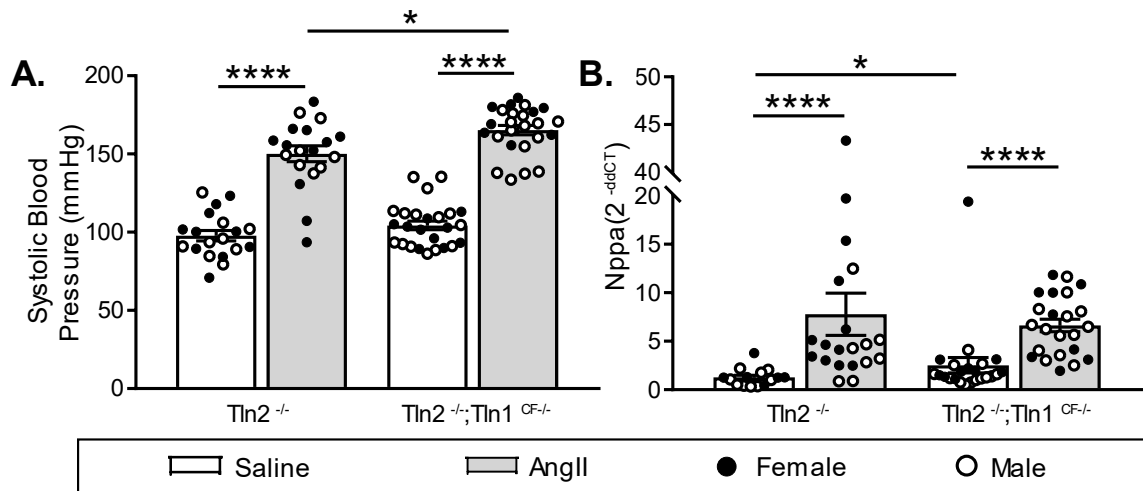 A.
Systolic Blood
Pressure (mmHg)
200
150
100
50
0
****
*
****
Tln2 -/-
Tln2 -/-;Tln1 CF-/-
B.
Nppa(2 -ddCT)
50
45
40
20
15
10
5
0
*
****
****
Tln2 -/-
Tln2 -/-;Tln1 CF-/-
Saline AngII Female Male